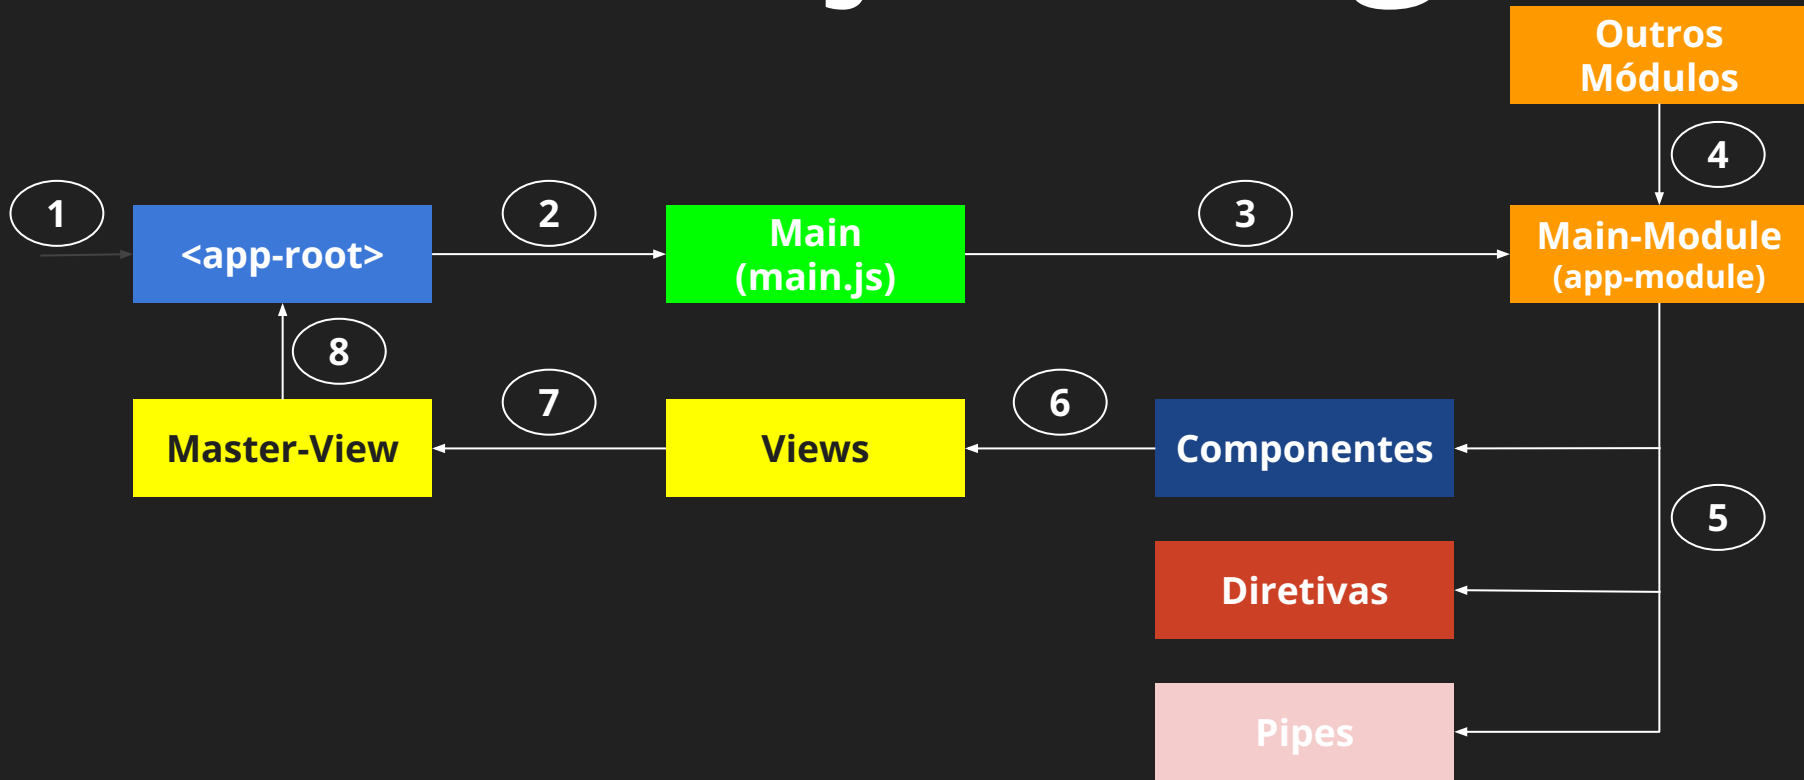 Outros
Módulos
4
1
2
3
<app-root>
Main
(main.js)
Main-Module
(app-module)
8
7
6
Master-View
Views
Componentes
5
Diretivas
Pipes